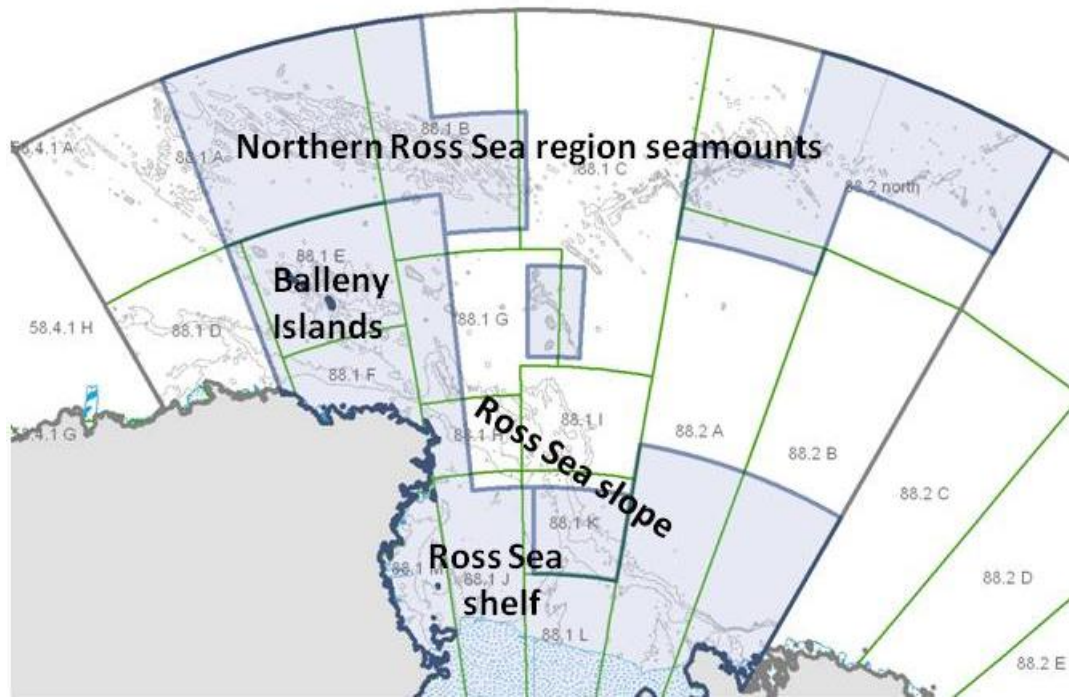 88.1 B
Northern Ross Sea region seamounts
58.4.1 A
88.1 A
88.1 C
88.2 north
88.1 E
Balleny
Islands
58.4.1 H
88.1 D
88.1 G
88.1 F
88.1 H
88.1 I
Ross Sea slope
88.2 A
88.2 B
58.4.1 G
88.2 C
88.1 K
Ross Sea
shelf
88.1 M
88.1 J
88.2 D
88.1 L
88.2 E